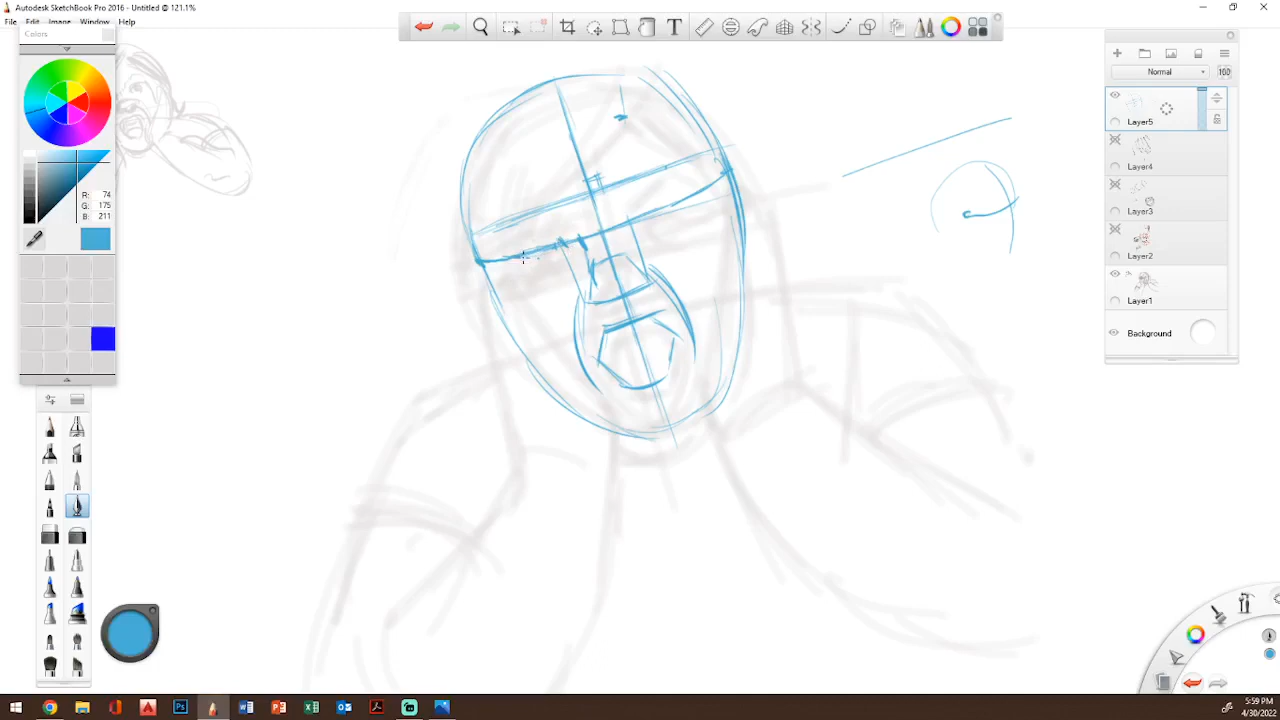 Autodesk SketchBook Pro 2016 - Untitled @ 121.1%
File Edit Image Window Help
Colors
R: 74
G: 175
B: 211
T
Normal 100
Layer5
Layer4
Layer3
Layer2
Layer1
Background
5:59 PM
4/30/2022